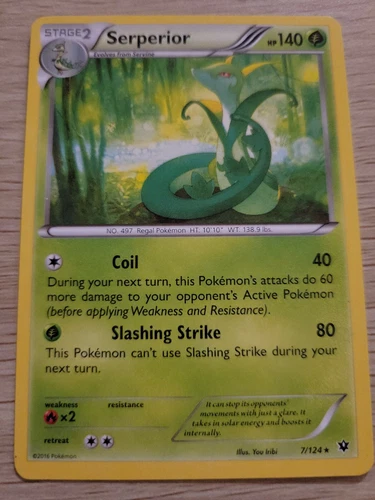 STAGE2 Serperior HP 140
Evolves from Servine
NO. 497 Regal Pokémon HT: 10'10" WT: 138.9 lbs.
Coil 40
During your next turn, this Pokémon's attacks do 60
more damage to your opponent's Active Pokémon
(before applying Weakness and Resistance).
Slashing Strike 80
This Pokémon can't use Slashing Strike during your
next turn.
weakness resistance
×2
retreat
It can stop its opponents'
movements with just a glare. It
takes in solar energy and boosts it
internally.
©2016 Pokémon Illus. You Iribi 7/124 ★